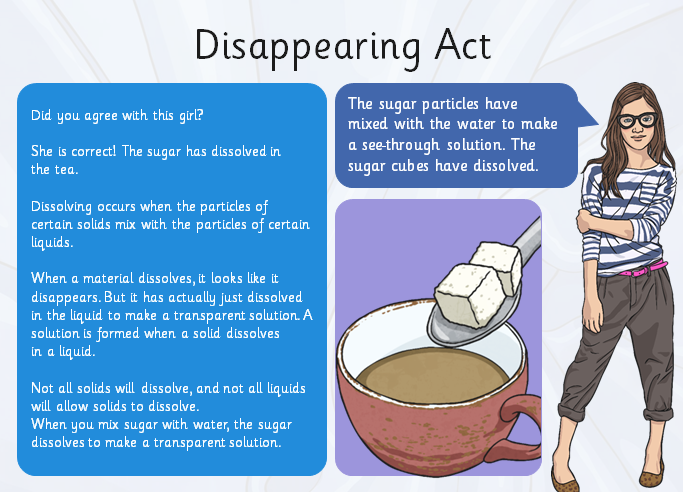 Disappearing Act
Did you agree with this girl?
She is correct! The sugar has dissolved in
the tea.
Dissolving occurs when the particles of
certain solids mix with the particles of certain
liquids.
When a material dissolves, it looks like it
disappears. But it has actually just dissolved
in the liquid to make a transparent solution. A
solution is formed when a solid dissolves
in a liquid.
Not all solids will dissolve, and not all liquids
will allow solids to dissolve.
When you mix sugar with water, the sugar
dissolves to make a transparent solution.
The sugar particles have
mixed with the water to make
a see-through solution. The
sugar cubes have dissolved.